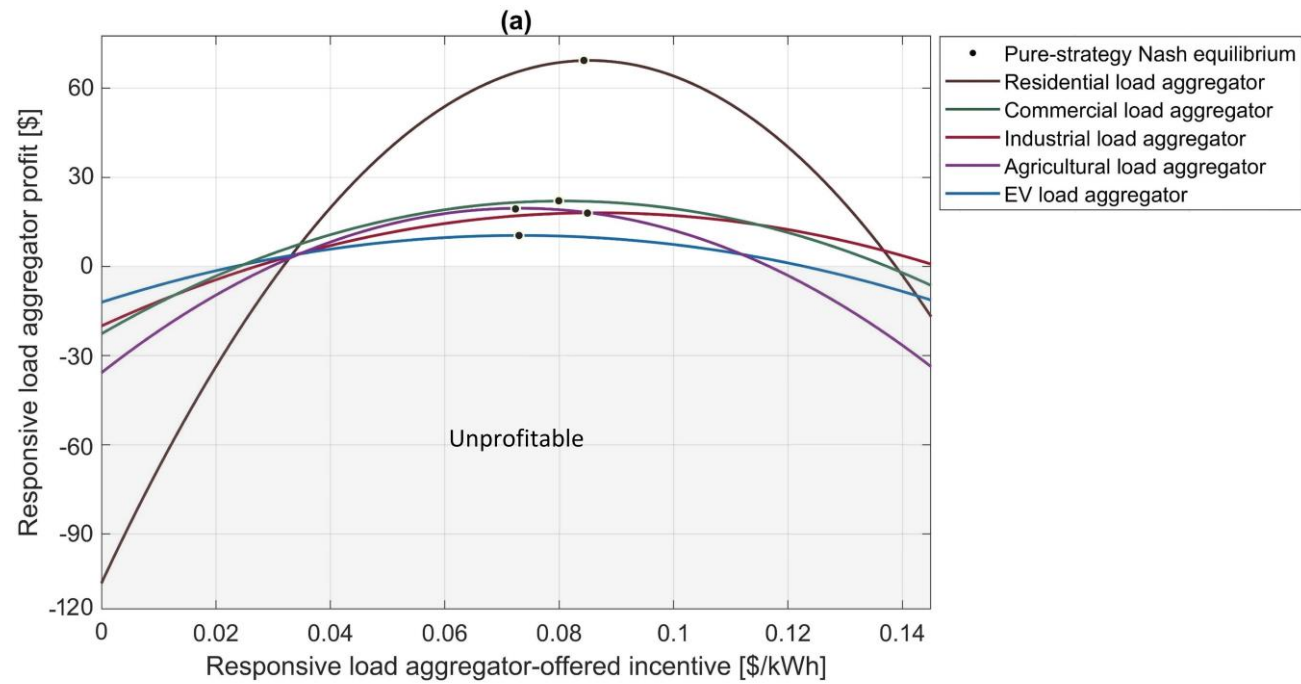 (a)
Responsive load aggregator profit [$]
60
30
0
-30
-60
-90
-120
Unprofitable
0 0.02 0.04 0.06 0.08 0.1 0.12 0.14
Responsive load aggregator-offered incentive [$/kWh]
Pure-strategy Nash equilibrium
Residential load aggregator
Commercial load aggregator
Industrial load aggregator
Agricultural load aggregator
EV load aggregator